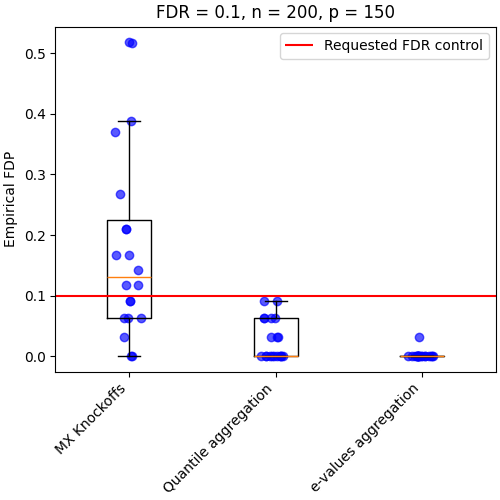 FDR = 0.1, n = 200, p = 150
Requested FDR control
Empirical FDP
0.5
0.4
0.3
0.2
0.1
0.0
MX Knockoffs
Quantile aggregation
e-values aggregation